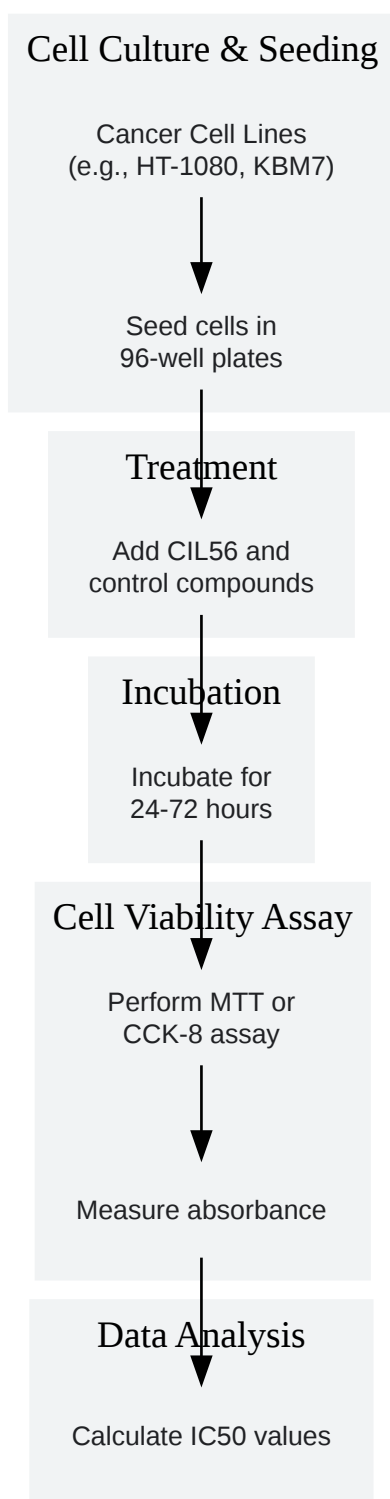 Cell Culture & Seeding
Cancer Cell Lines
(e.g., HT-1080, KBM7)
Seed cells in
96-well plates
Treatment
Add CIL56 and
control compounds
Incubation
Incubate for
24-72 hours
Cell Viability Assay
Perform MTT or
CCK-8 assay
Measure absorbance
Data Analysis
Calculate IC50 values